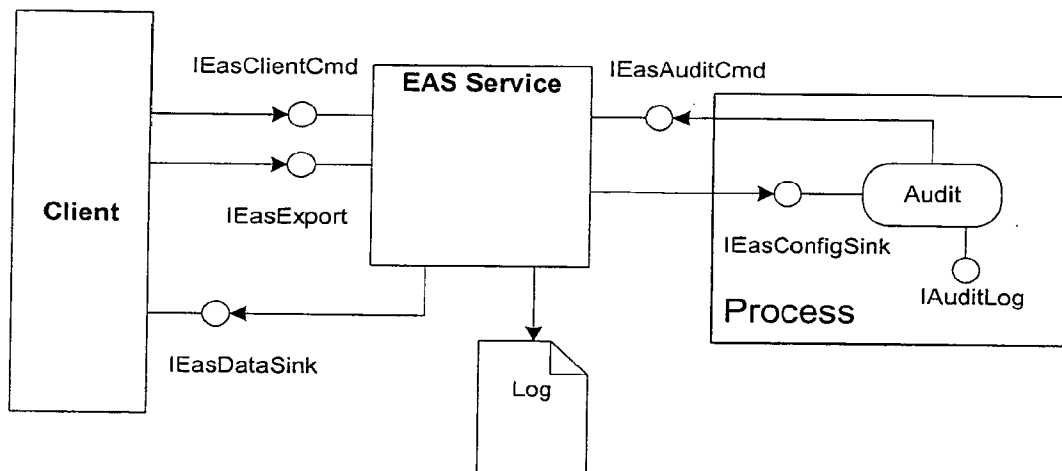 IEasClientCmd
EAS Service
IEasAuditCmd
Client
IEasExport
Audit
IEasConfigSink
IAuditLog
Process
IEasDataSink
Log